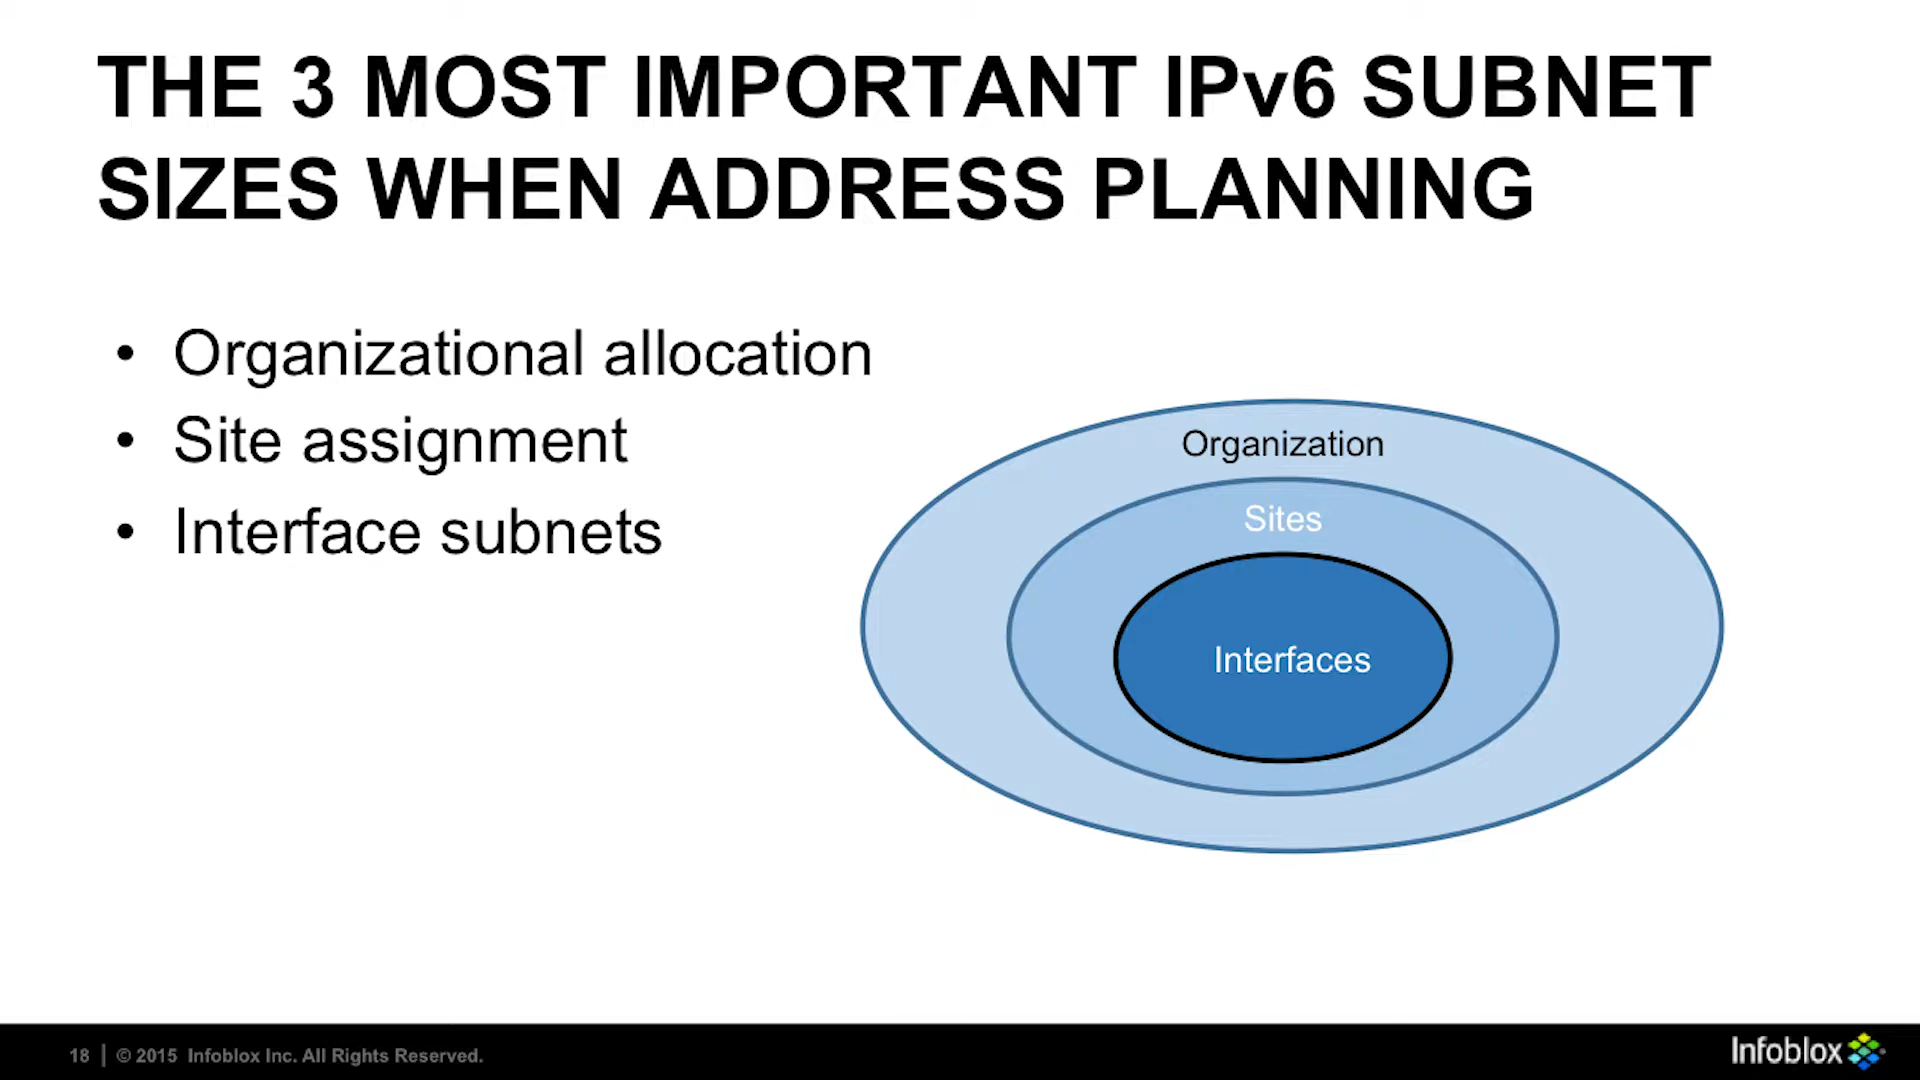 THE 3 MOST IMPORTANT IPv6 SUBNET
SIZES WHEN ADDRESS PLANNING
• Organizational allocation
• Site assignment
• Interface subnets
Organization
Sites
Interfaces
18 | © 2015 Infoblox Inc. All Rights Reserved.
Infoblox